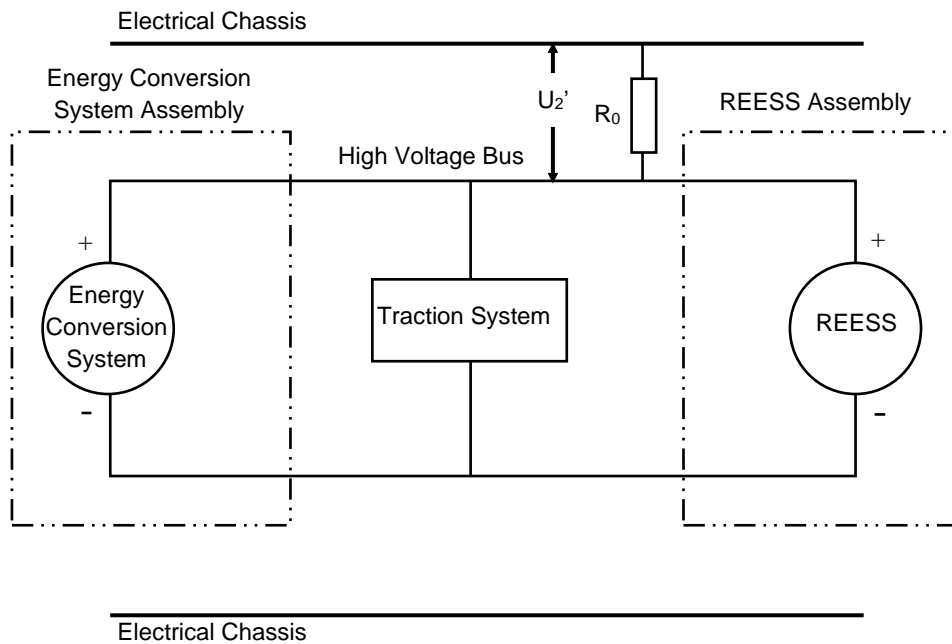 Electrical Chassis
Energy Conversion
System Assembly
U2’
R0
REESS Assembly
High Voltage Bus
+
+
Energy
Conversion
System
Traction System
REESS
-
-
Electrical Chassis